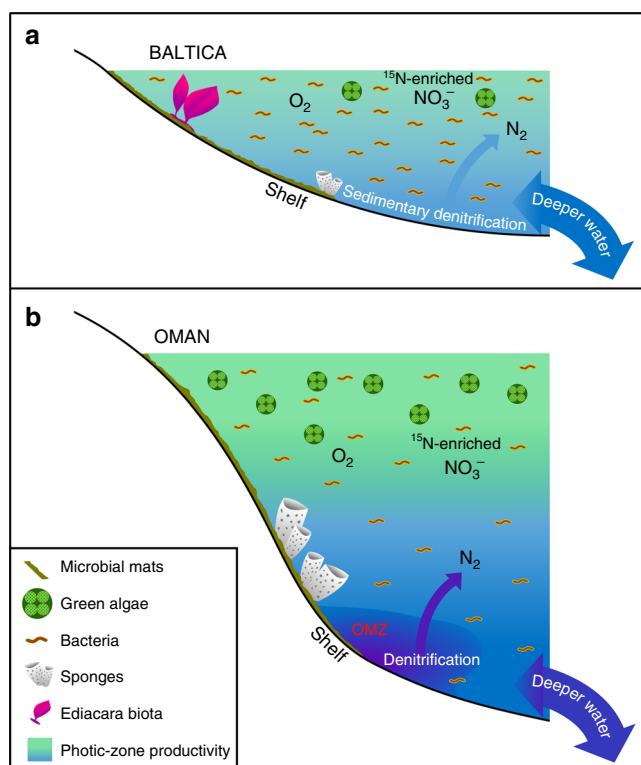 a
BALTICA
¹⁵N-enriched
NO₃⁻
O₂
N₂
Shelf
Sedimentary denitrification
Deeper water
b
OMAN
¹⁵N-enriched
O₂
NO₃⁻
N₂
OMZ
Shelf
Denitrification
Deeper water
Microbial mats
Green algae
Bacteria
Sponges
Ediacara biota
Photic-zone productivity